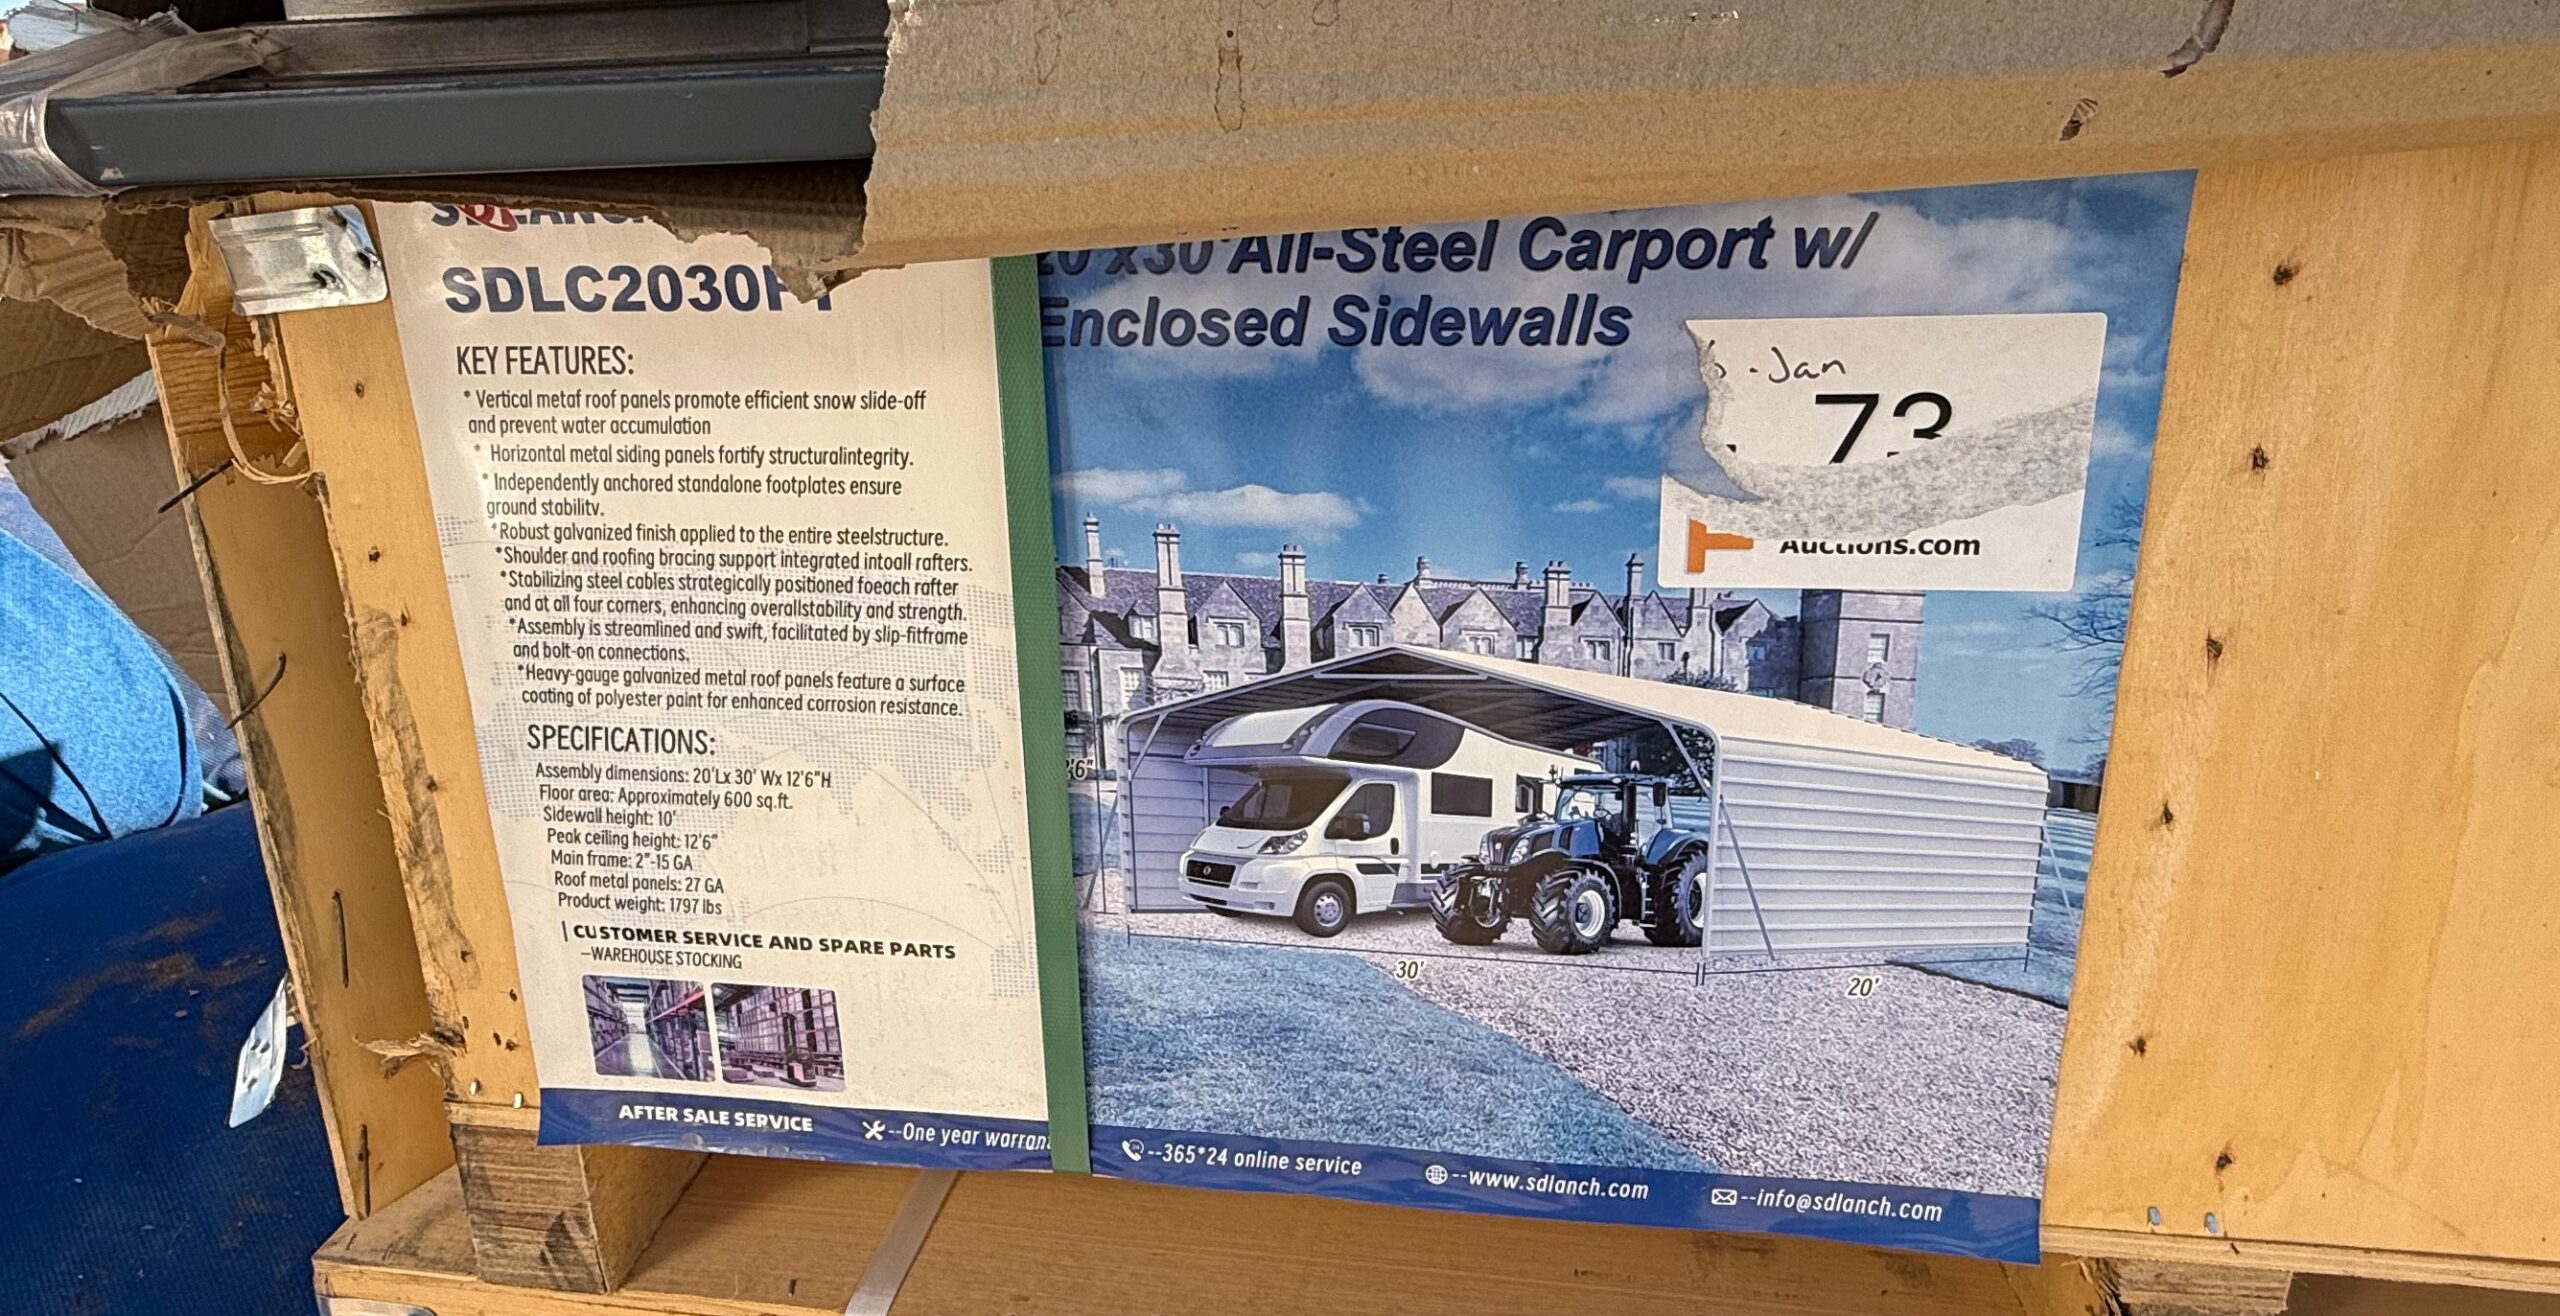 SDLC2030
KEY FEATURES:
* Vertical metaf roof panels promote efficient snow slide-off
and prevent water accumulation
* Horizontal metal siding panels fortify structuralintegrity.
* Independently anchored standalone footplates ensure
ground stability.
*Robust galvanized finish applied to the entire steelstructure.
*Shoulder and roofing bracing support integrated intoall rafters.
*Stabilizing steel cables strategically positioned foeach rafter
and at all four corners, enhancing overallstability and strength.
*Assembly is streamlined and swift, facilitated by slip-fitframe
and bolt-on connections.
*Heavy-gauge galvanized metal roof panels feature a surface
coating of polyester paint for enhanced corrosion resistance.
SPECIFICATIONS:
Assembly dimensions: 20'Lx 30' Wx 12'6"H
Floor area: Approximately 600 sq.ft.
Sidewall height: 10'
Peak ceiling height: 12'6"
Main frame: 2"-15 GA
Roof metal panels: 27 GA
Product weight: 1797 lbs
CUSTOMER SERVICE AND SPARE PARTS
—WAREHOUSE STOCKING
20'x30' All-Steel Carport w/
Enclosed Sidewalls
- Jan
73
Auctions.com
'6"
30'
20'
AFTER SALE SERVICE
--One year warran
--365*24 online service
--www.sdlanch.com
--info@sdlanch.com